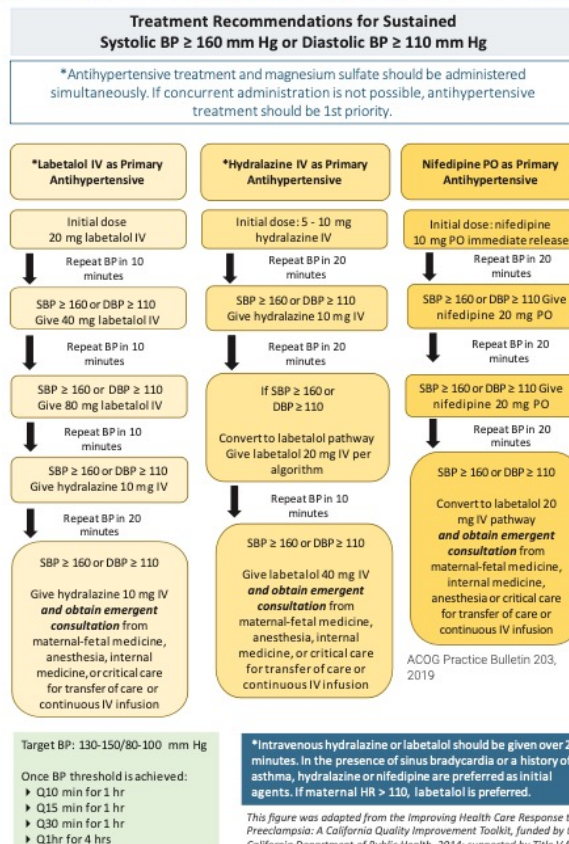 Treatment Recommendations for Sustained
Systolic BP ≥ 160 mm Hg or Diastolic BP ≥ 110 mm Hg
*Antihypertensive treatment and magnesium sulfate should be administered
simultaneously. If concurrent administration is not possible, antihypertensive
treatment should be 1st priority.
*Labetalol IV as Primary
Antihypertensive
Initial dose
20 mg labetalol IV
Repeat BP in 10
minutes
SBP ≥ 160 or DBP ≥ 110
Give 40 mg labetalol IV
Repeat BP in 10
minutes
SBP ≥ 160 or DBP ≥ 110
Give 80 mg labetalol IV
Repeat BP in 10
minutes
SBP ≥ 160 or DBP ≥ 110
Give hydralazine 10 mg IV
Repeat BP in 20
minutes
SBP ≥ 160 or DBP ≥ 110
Give hydralazine 10 mg IV
and obtain emergent
consultation from
maternal-fetal medicine,
anesthesia, internal
medicine, or critical care
for transfer of care or
continuous IV infusion
*Hydralazine IV as Primary
Antihypertensive
Initial dose: 5 - 10 mg
hydralazine IV
Repeat BP in 20
minutes
SBP ≥ 160 or DBP ≥ 110
Give hydralazine 10 mg IV
Repeat BP in 20
minutes
If SBP ≥ 160 or
DBP ≥ 110
Convert to labetalol pathway
Give labetalol 20 mg IV per
algorithm
Repeat BP in 10
minutes
SBP ≥ 160 or DBP ≥ 110
Give labetalol 40 mg IV
and obtain emergent
consultation from
maternal-fetal medicine,
anesthesia, internal
medicine, or critical care
for transfer of care or
continuous IV infusion
Nifedipine PO as Primary
Antihypertensive
Initial dose: nifedipine
10 mg PO immediate release
Repeat BP in 20
minutes
SBP ≥ 160 or DBP ≥ 110 Give
nifedipine 20 mg PO
Repeat BP in 20
minutes
SBP ≥ 160 or DBP ≥ 110 Give
nifedipine 20 mg PO
Repeat BP in 20
minutes
SBP ≥ 160 or DBP ≥ 110
Convert to labetalol 20
mg IV pathway
and obtain emergent
consultation from
maternal-fetal medicine,
internal medicine,
anesthesia or critical care
for transfer of care or
continuous IV infusion
ACOG Practice Bulletin 203,
2019
Target BP: 130-150/80-100 mm Hg
Once BP threshold is achieved:
Q10 min for 1 hr
Q15 min for 1 hr
Q30 min for 1 hr
Q1hr for 4 hrs
*Intravenous hydralazine or labetalol should be given over 2
minutes. In the presence of sinus bradycardia or a history of
asthma, hydralazine or nifedipine are preferred as initial
agents. If maternal HR > 110, labetalol is preferred.
This figure was adapted from the Improving Health Care Response
Preeclampsia: A California Quality Improvement Toolkit, funded by
California Department of Public Health, 2014; supported by Title V